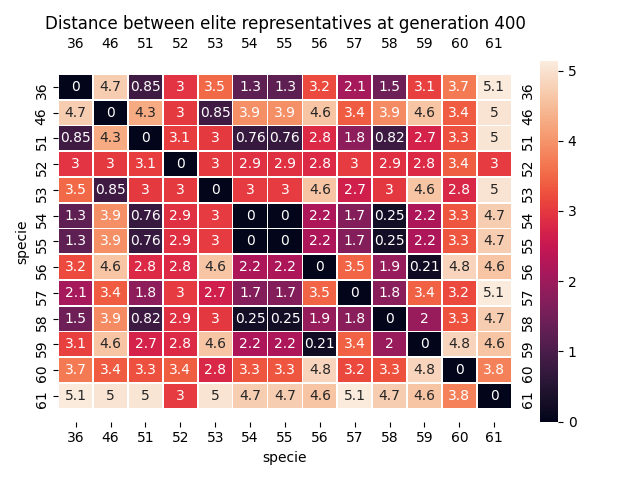 Distance between elite representatives at generation 400
36 46 51 52 53 54 55 56 57 58 59 60 61
36 0 4.7 0.85 3 3.5 1.3 1.3 3.2 2.1 1.5 3.1 3.7 5.1 36
46 4.7 0 4.3 3 0.85 3.9 3.9 4.6 3.4 3.9 4.6 3.4 5 46
51 0.85 4.3 0 3.1 3 0.76 0.76 2.8 1.8 0.82 2.7 3.3 5 51
52 3 3 3.1 0 3 2.9 2.9 2.8 3 2.9 2.8 3.4 3 52
53 3.5 0.85 3 3 0 3 3 4.6 2.7 3 4.6 2.8 5 53
54 1.3 3.9 0.76 2.9 3 0 0 2.2 1.7 0.25 2.2 3.3 4.7 54
55 1.3 3.9 0.76 2.9 3 0 0 2.2 1.7 0.25 2.2 3.3 4.7 55
56 3.2 4.6 2.8 2.8 4.6 2.2 2.2 0 3.5 1.9 0.21 4.8 4.6 56
57 2.1 3.4 1.8 3 2.7 1.7 1.7 3.5 0 1.8 3.4 3.2 5.1 57
58 1.5 3.9 0.82 2.9 3 0.25 0.25 1.9 1.8 0 2 3.3 4.7 58
59 3.1 4.6 2.7 2.8 4.6 2.2 2.2 0.21 3.4 2 0 4.8 4.6 59
60 3.7 3.4 3.3 3.4 2.8 3.3 3.3 4.8 3.2 3.3 4.8 0 3.8 60
61 5.1 5 5 3 5 4.7 4.7 4.6 5.1 4.7 4.6 3.8 0 61
36 46 51 52 53 54 55 56 57 58 59 60 61
specie
specie
5
4
3
2
1
0